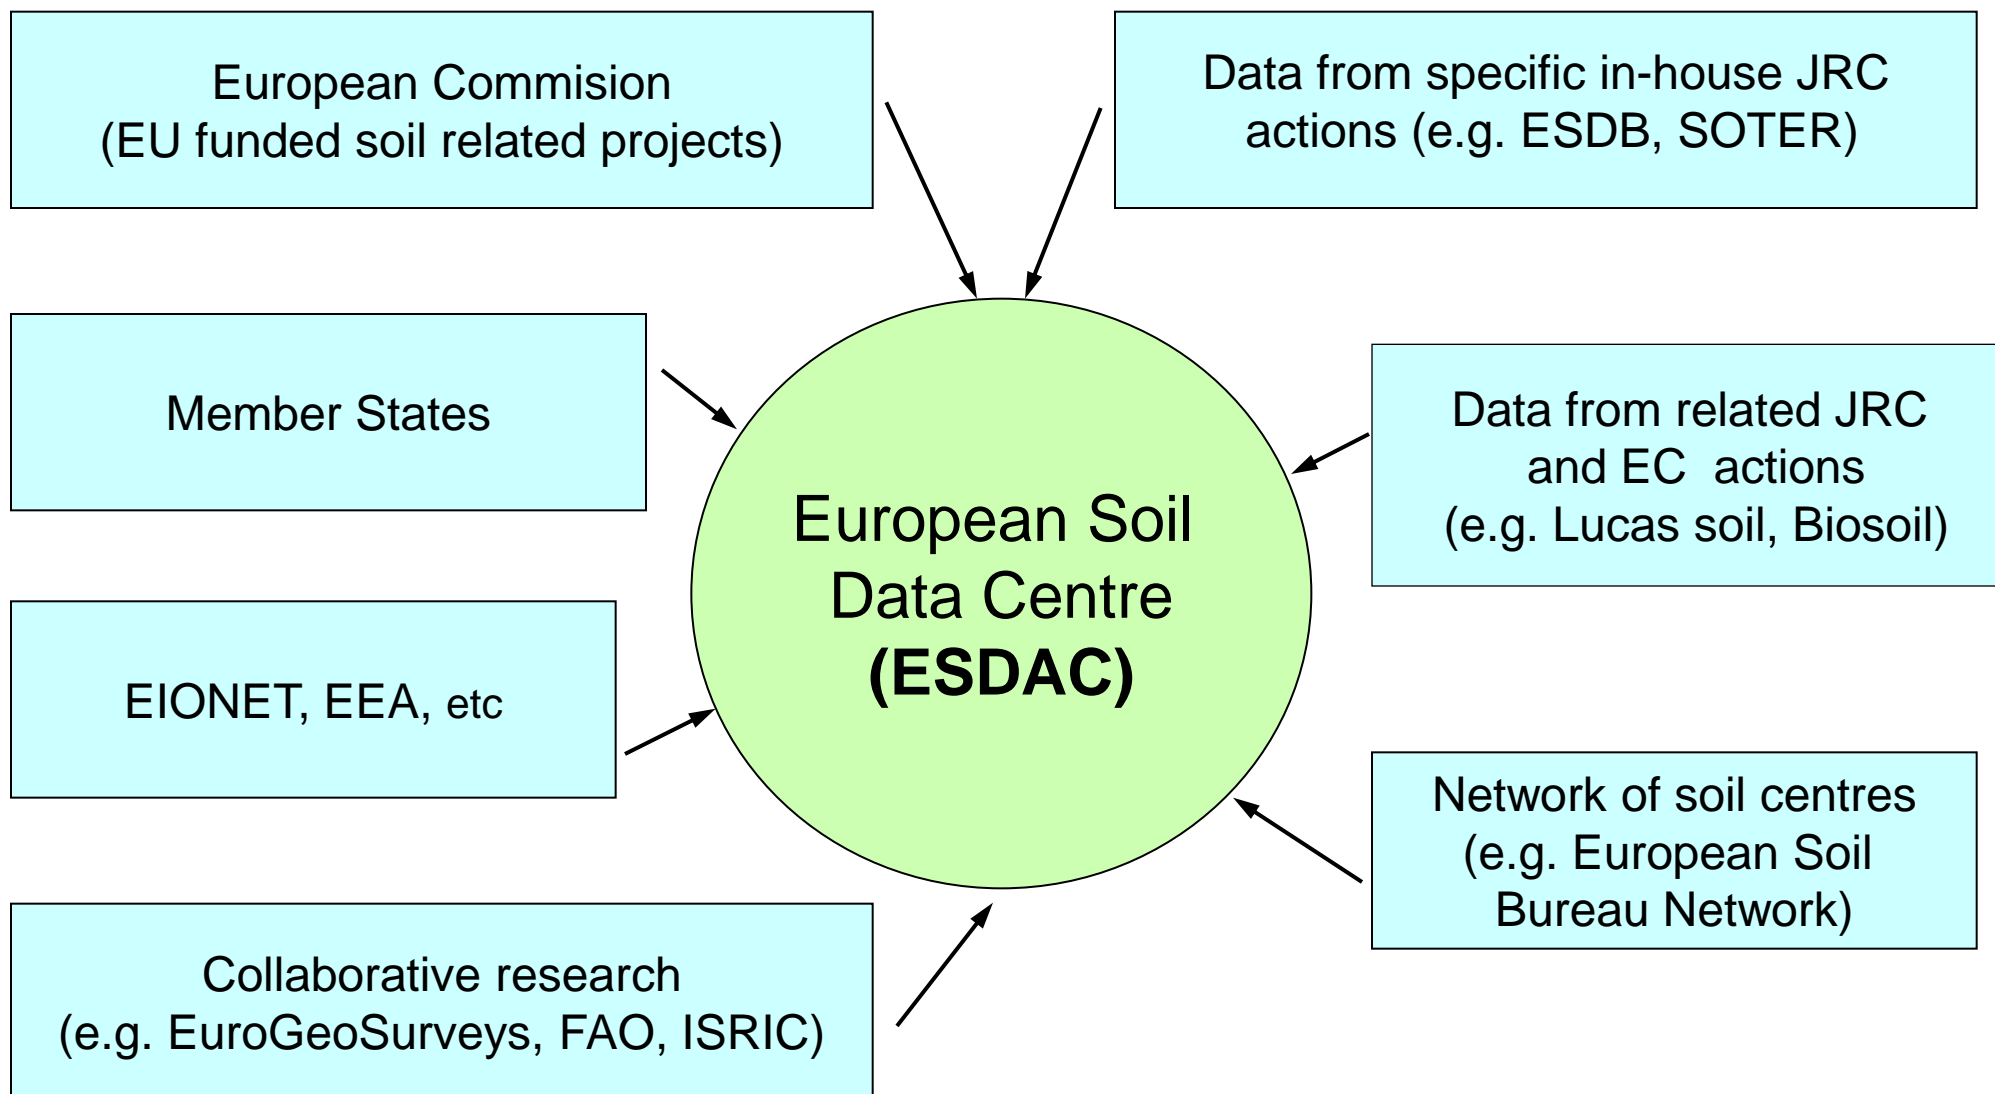 European Commision
(EU funded soil related projects)
Data from specific in-house JRC
actions (e.g. ESDB, SOTER)
Member States
Data from related JRC
and EC  actions
(e.g. Lucas soil, Biosoil)
European Soil
Data Centre
(ESDAC)
EIONET, EEA, etc
Network of soil centres
(e.g. European Soil
Bureau Network)
Collaborative research
(e.g. EuroGeoSurveys, FAO, ISRIC)